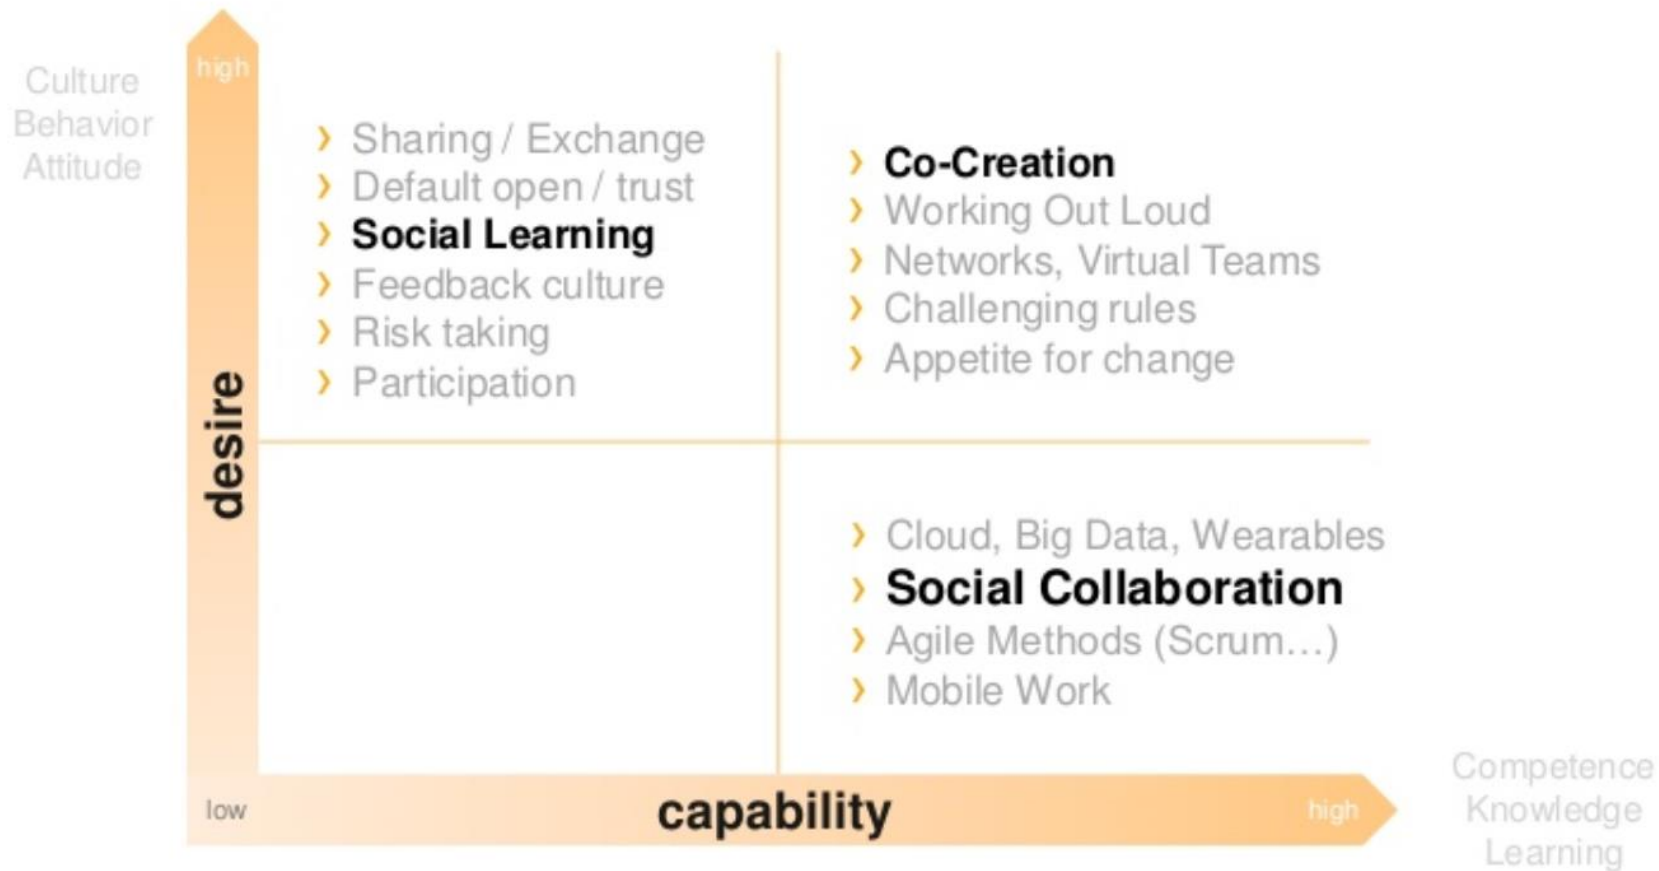 high
Culture
Behavior
Attitude
Sharing / Exchange
Default open / trust
Social Learning
Feedback culture
Risk taking
Participation
Co-Creation
Working Out Loud
Networks, Virtual Teams
Challenging rules
Appetite for change
desire
Cloud, Big Data, Wearables
Social Collaboration
Agile Methods (Scrum...)
Mobile Work
low
capability
high
Competence
Knowledge
Learning